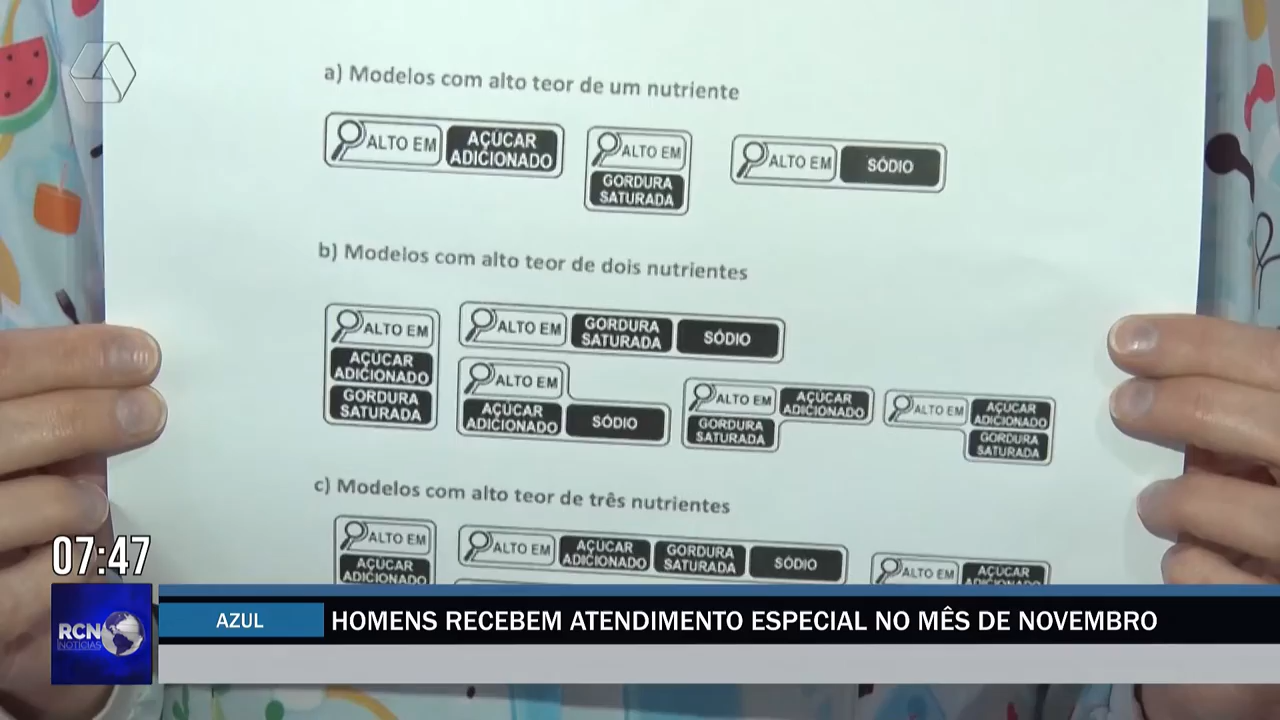 a) Modelos com alto teor de um nutriente
ALTO EM
AÇÚCAR
ADICIONADO
ALTO EM
GORDURA
SATURADA
ALTO EM
SÓDIO
b) Modelos com alto teor de dois nutrientes
ALTO EM
AÇÚCAR
ADICIONADO
GORDURA
SATURADA
ALTO EM
GORDURA
SATURADA
SÓDIO
ALTO EM
AÇÚCAR
ADICIONADO
SÓDIO
ALTO EM
AÇÚCAR
ADICIONADO
GORDURA
SATURADA
ALTO EM
AÇÚCAR
ADICIONADO
GORDURA
SATURADA
c) Modelos com alto teor de três nutrientes
ALTO EM
AÇÚCAR
ADICIONADO
ALTO EM
AÇÚCAR
ADICIONADO
GORDURA
SATURADA
SÓDIO
ALTO EM
AÇÚCAR
ADICIONADO
07:47
RCN
NOTÍCIAS
AZUL
HOMENS RECEBEM ATENDIMENTO ESPECIAL NO MÊS DE NOVEMBRO